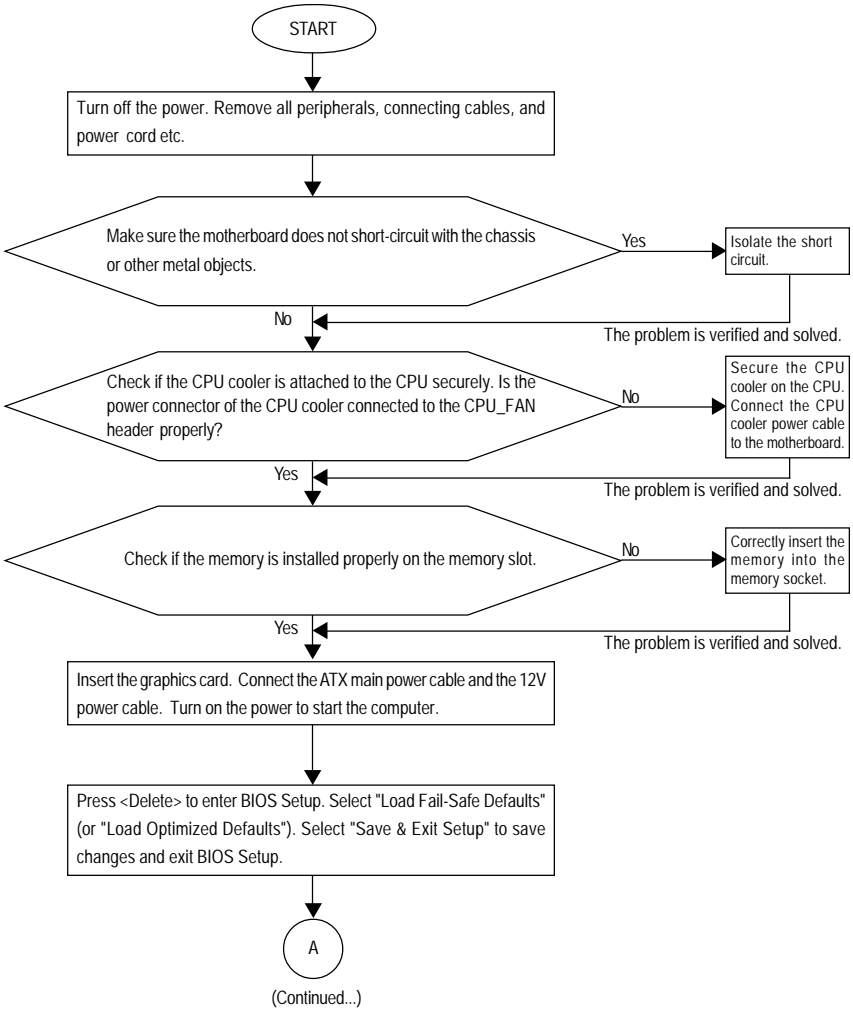 START
Turn off the power. Remove all peripherals, connecting cables, and
power cord etc.
Make sure the motherboard does not short-circuit with the chassis
or other metal objects.
Yes
Isolate the short
circuit.
No
The problem is verified and solved.
Check if the CPU cooler is attached to the CPU securely. Is the
power connector of the CPU cooler connected to the CPU_FAN
header properly?
No
Secure the CPU
cooler on the CPU.
Connect the CPU
cooler power cable
to the motherboard.
Yes
The problem is verified and solved.
Check if the memory is installed properly on the memory slot.
No
Correctly insert the
memory into the
memory socket.
Yes
The problem is verified and solved.
Insert the graphics card. Connect the ATX main power cable and the 12V
power cable. Turn on the power to start the computer.
Press <Delete> to enter BIOS Setup. Select "Load Fail-Safe Defaults"
(or "Load Optimized Defaults"). Select "Save & Exit Setup" to save
changes and exit BIOS Setup.
A
(Continued...)